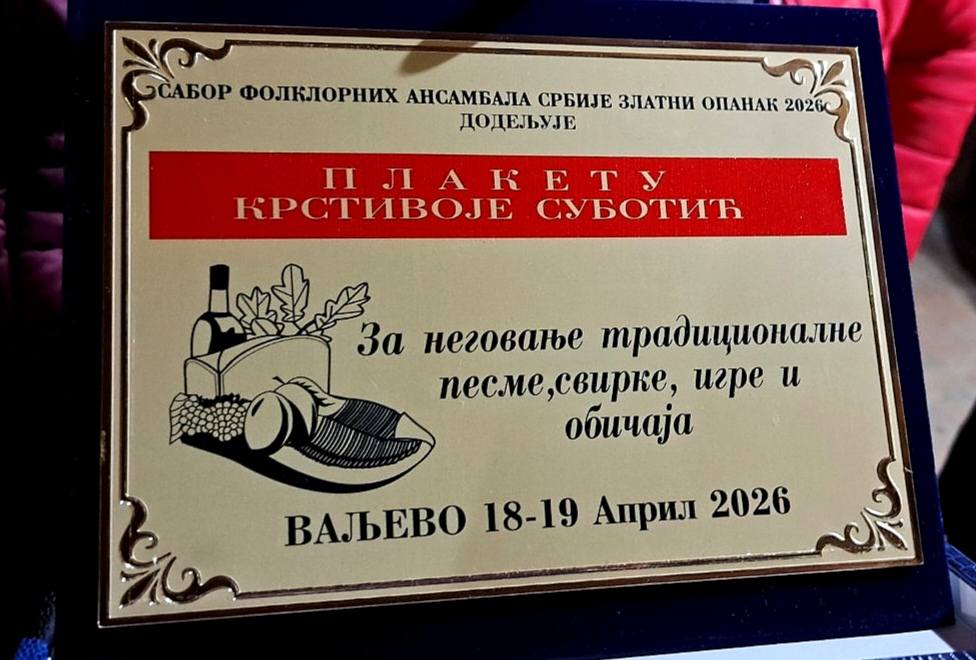 САБОР ФОЛКЛОРНИХ АНСАМБАЛА СРБИЈЕ ЗЛАТНИ ОПАНАК 2026
ДОДЕЉУЈЕ
ПЛАКЕТУ
КРСТИВОЈЕ СУБОТИЋ
За неговање традиционалне
песме,свирке, игре и
обичаја
ВАЉЕВО 18-19 Април 2026